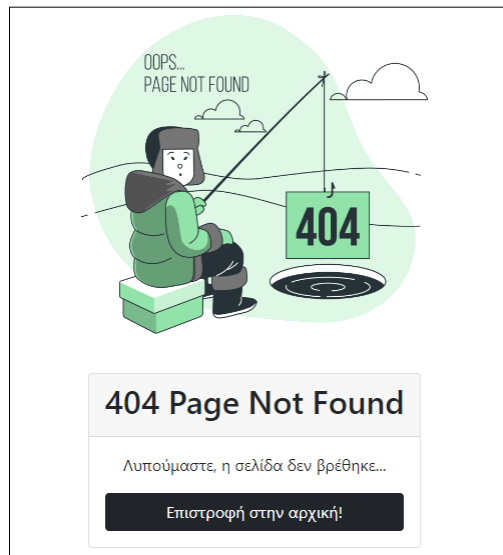 OOPS...
PAGE NOT FOUND
404
404 Page Not Found
Λυπούμαστε, η σελίδα δεν βρέθηκε...
Επιστροφή στην αρχική!